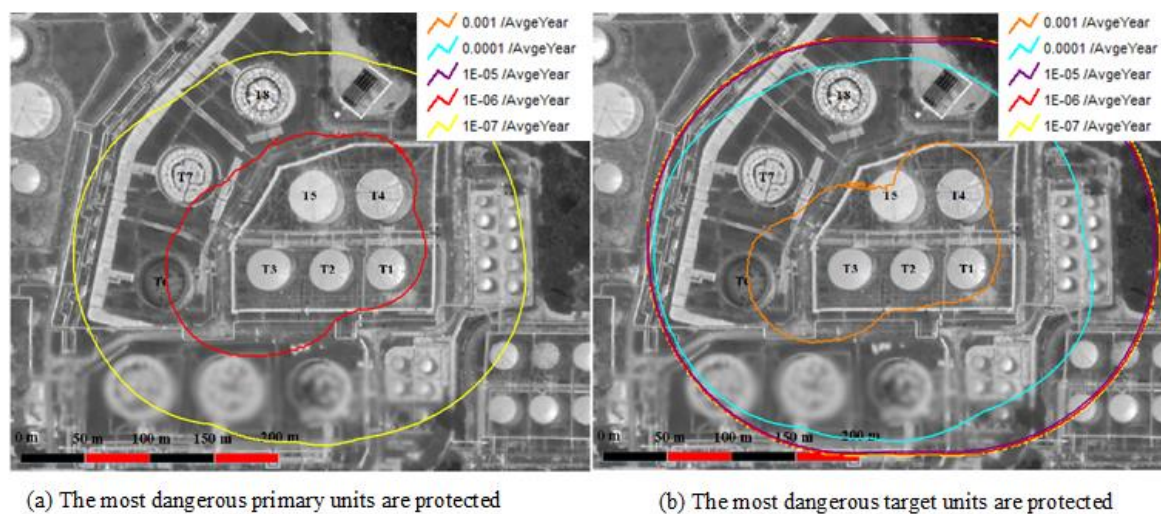 0.001 /AvgeYear
0.0001 /AvgeYear
1E-05 /AvgeYear
1E-06 /AvgeYear
1E-07 /AvgeYear
T8
T7
T5
T4
T6
T3
T2
T1
0 m
50 m
100 m
150 m
200 m
(a) The most dangerous primary units are protected
0.001 /AvgeYear
0.0001 /AvgeYear
1E-05 /AvgeYear
1E-06 /AvgeYear
1E-07 /AvgeYear
T8
T7
T5
T4
T6
T3
T2
T1
0 m
50 m
100 m
150 m
200 m
(b) The most dangerous target units are protected